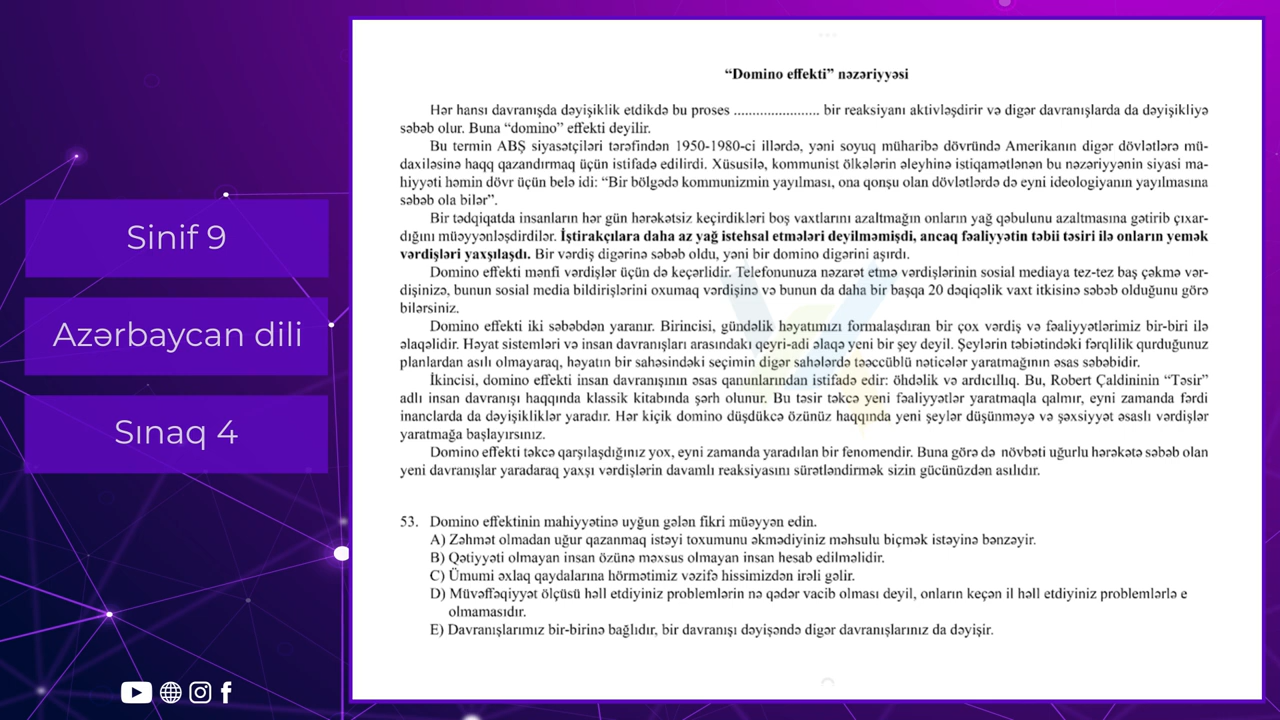 Sinif 9
Azərbaycan dili
Sınaq 4
“Domino effekti” nəzəriyyəsi
Hər hansı davranışda dəyişiklik etdikdə bu proses ....................... bir reaksiyanı aktivləşdirir və digər davranışlarda da dəyişikliyə
səbəb olur. Buna “domino” effekti deyilir.
Bu termin ABŞ siyasətçiləri tərəfindən 1950-1980-ci illərdə, yəni soyuq müharibə dövründə Amerikanın digər dövlətlərə mü-
daxiləsinə haqq qazandırmaq üçün istifadə edilirdi. Xüsusilə, kommunist ölkələrin əleyhinə istiqamətlənən bu nəzəriyyənin siyasi ma-
hiyyəti həmin dövr üçün belə idi: “Bir bölgədə kommunizmin yayılması, ona qonşu olan dövlətlərdə də eyni ideologiyanın yayılmasına
səbəb ola bilər”.
Bir tədqiqatda insanların hər gün hərəkətsiz keçirdikləri boş vaxtlarını azaltmağın onların yağ qəbulunu azaltmasına gətirib çıxar-
dığını müəyyənləşdirdilər. İştirakçılara daha az yağ istehsal etmələri deyilməmişdi, ancaq fəaliyyətin təbii təsiri ilə onların yemək
vərdişləri yaxşılaşdı. Bir vərdiş digərinə səbəb oldu, yəni bir domino digərini aşırdı.
Domino effekti mənfi vərdişlər üçün də keçərlidir. Telefonunuza nəzarət etmə vərdişlərinin sosial mediaya tez-tez baş çəkmə vər-
dişinizə, bunun sosial media bildirişlərini oxumaq vərdişinə və bunun da daha bir başqa 20 dəqiqəlik vaxt itkisinə səbəb olduğunu görə
bilərsiniz.
Domino effekti iki səbəbdən yaranır. Birincisi, gündəlik həyatımızı formalaşdıran bir çox vərdiş və fəaliyyətlərimiz bir-biri ilə
əlaqəlidir. Həyat sistemləri və insan davranışları arasındakı qeyri-adi əlaqə yeni bir şey deyil. Şeylərin təbiətindəki fərqlilik qurduğunuz
planlardan asılı olmayaraq, həyatın bir sahəsindəki seçimin digər sahələrdə təəccüblü nəticələr yaratmağının əsas səbəbidir.
İkincisi, domino effekti insan davranışının əsas qanunlarından istifadə edir: öhdəlik və ardıcıllıq. Bu, Robert Çaldininin “Təsir”
adlı insan davranışı haqqında klassik kitabında şərh olunur. Bu təsir təkcə yeni fəaliyyətlər yaratmaqla qalmır, eyni zamanda fərdi
inanclarda da dəyişikliklər yaradır. Hər kiçik domino düşdükcə özünüz haqqında yeni şeylər düşünməyə və şəxsiyyət əsaslı vərdişlər
yaratmağa başlayırsınız.
Domino effekti təkcə qarşılaşdığınız yox, eyni zamanda yaradılan bir fenomendir. Buna görə də növbəti uğurlu hərəkətə səbəb olan
yeni davranışlar yaradaraq yaxşı vərdişlərin davamlı reaksiyasını sürətləndirmək sizin gücünüzdən asılıdır.
53. Domino effektinin mahiyyətinə uyğun gələn fikri müəyyən edin.
A) Zəhmət olmadan uğur qazanmaq istəyi toxumunu əkmədiyiniz məhsulu biçmək istəyinə bənzəyir.
B) Qətiyyəti olmayan insan özünə məxsus olmayan insan hesab edilməlidir.
C) Ümumi əxlaq qaydalarına hörmətimiz vəzifə hissimizdən irəli gəlir.
D) Müvəffəqiyyət ölçüsü həll etdiyiniz problemlərin nə qədər vacib olması deyil, onların keçən il həll etdiyiniz problemlərlə e
olmamasıdır.
E) Davranışlarımız bir-birinə bağlıdır, bir davranışı dəyişəndə digər davranışlarınız da dəyişir.